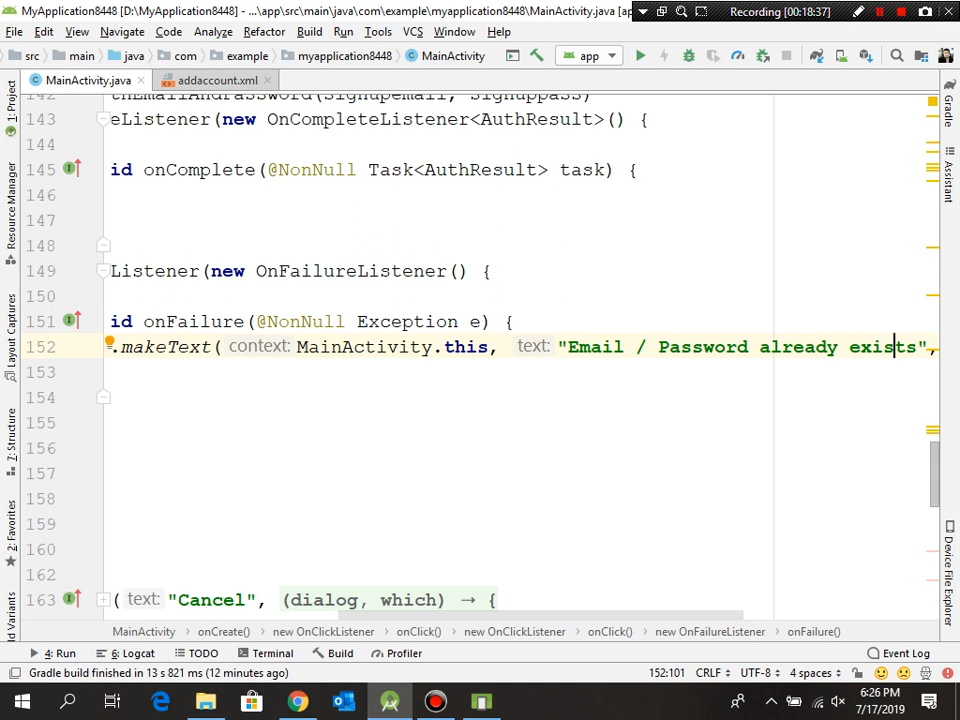 MyApplication8448 [D:\MyApplication8448] - ...\app\src\main\java\com\example\myapplication8448\MainActivity.java [ap
Recording [00:18:37]
File Edit View Navigate Code Analyze Refactor Build Run Tools VCS Window Help
src main java com example myapplication8448 MainActivity app
MainActivity.java addaccount.xml
142 thEmailAndPassword(signupemail, signuppass)
143 eListener(new OnCompleteListener<AuthResult>() {
144
145 id onComplete(@NonNull Task<AuthResult> task) {
146
147
148
149 Listener(new OnFailureListener() {
150
151 id onFailure(@NonNull Exception e) {
152 .makeText( context: MainActivity.this, text: "Email / Password already exists",
153
154
155
156
157
158
159
160
162
163 ( text: "Cancel", (dialog, which) → {
1: Project
Resource Manager
Layout Captures
7: Structure
2: Favorites
ld Variants
Gradle
Assistant
Device File Explorer
MainActivity onCreate() new OnClickListener onClick() new OnClickListener onClick() new OnFailureListener onFailure()
4: Run 6: Logcat TODO Terminal Build Profiler Event Log
Gradle build finished in 13 s 821 ms (12 minutes ago) 152:101 CRLF UTF-8 4 spaces
6:26 PM
7/17/2019